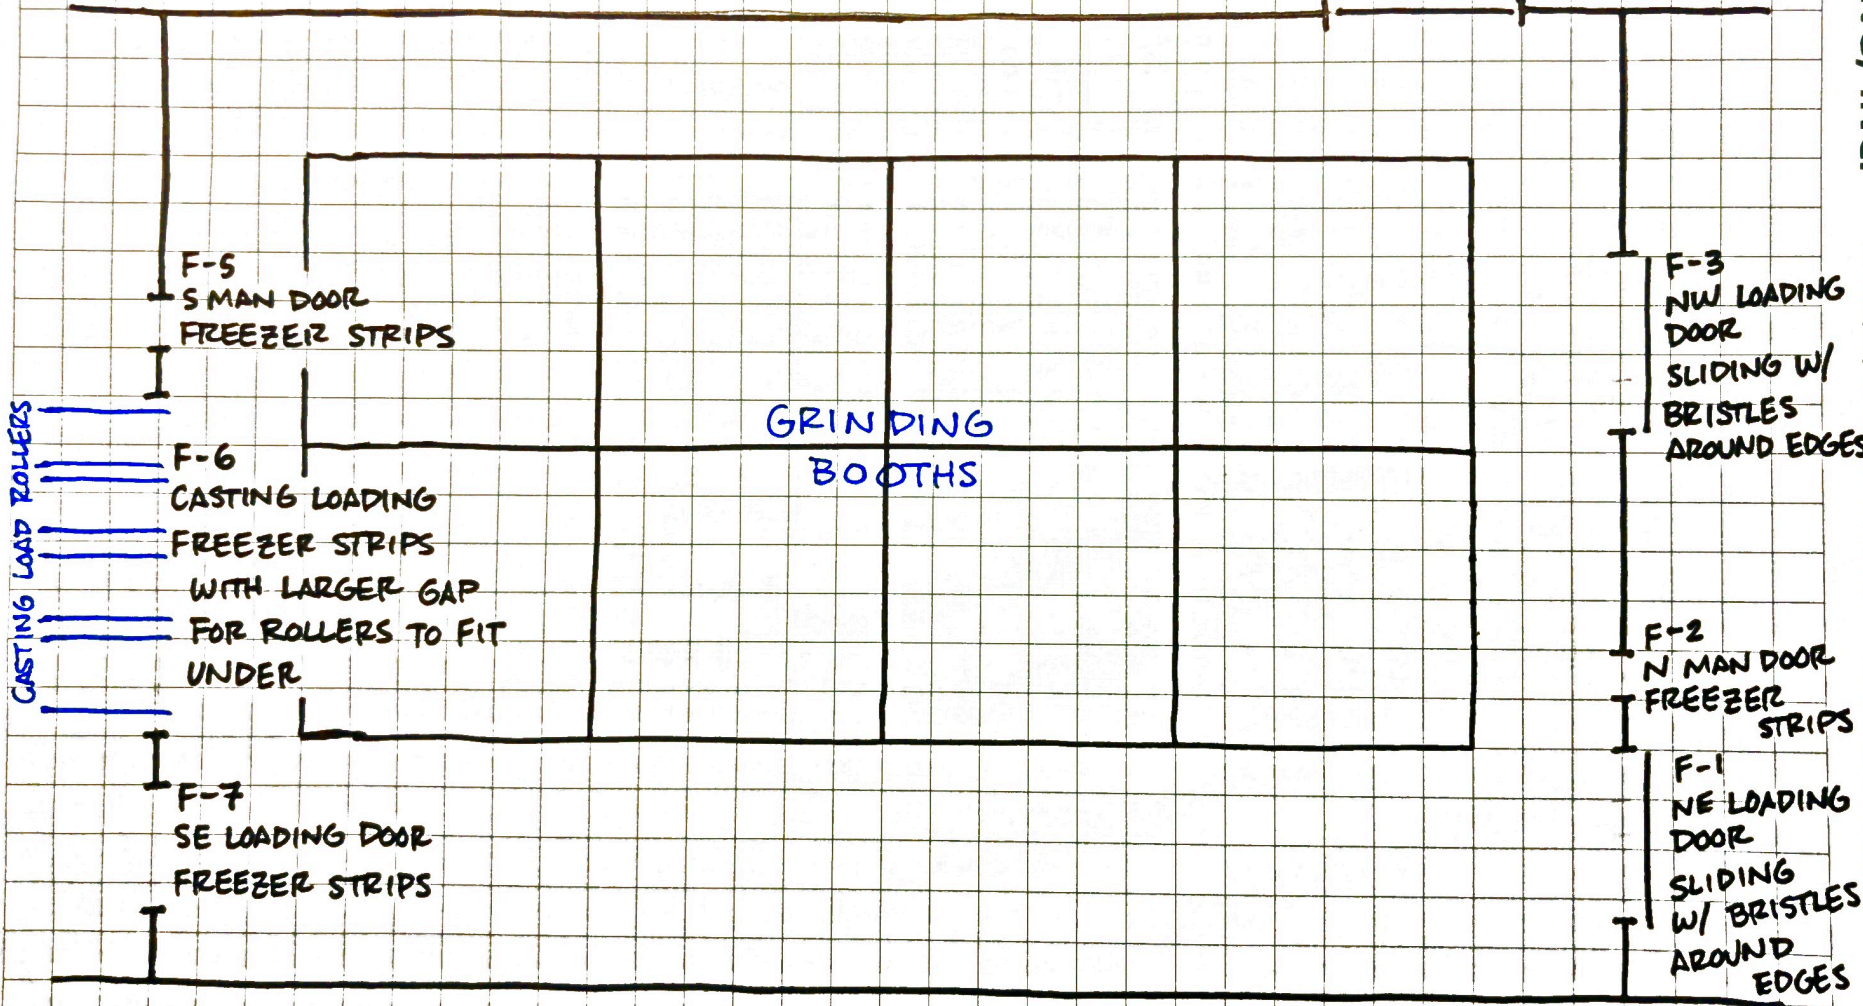 F-5
S MAN DOOR
FREEZER STRIPS
CASTING LOAD ROLLERS
F-6
CASTING LOADING
FREEZER STRIPS
WITH LARGER GAP
FOR ROLLERS TO FIT
UNDER
F-7
SE LOADING DOOR
FREEZER STRIPS
GRINDING
BOOTHS
F-3
NW LOADING
DOOR
SLIDING W/
BRISTLES
AROUND EDGES
F-2
N MAN DOOR
FREEZER
STRIPS
F-1
NE LOADING
DOOR
SLIDING
W/ BRISTLES
AROUND
EDGES